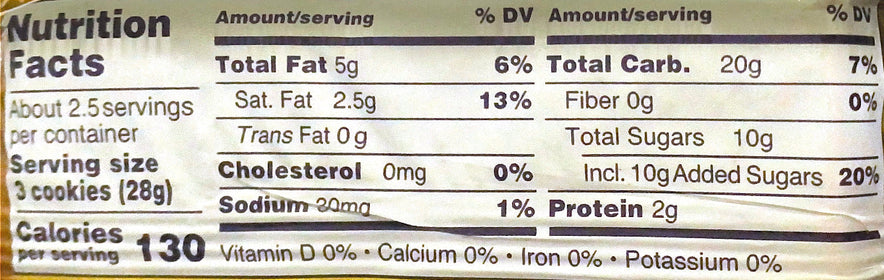 Nutrition
Facts
About 2.5 servings
per container
Serving size
3 cookies (28g)
Calories
per serving 130
Amount/serving % DV
Total Fat 5g 6%
Sat. Fat 2.5g 13%
Trans Fat 0g
Cholesterol 0mg 0%
Sodium 30mg 1%
Amount/serving % DV
Total Carb. 20g 7%
Fiber 0g 0%
Total Sugars 10g
Incl. 10g Added Sugars 20%
Protein 2g
Vitamin D 0% • Calcium 0% • Iron 0% • Potassium 0%